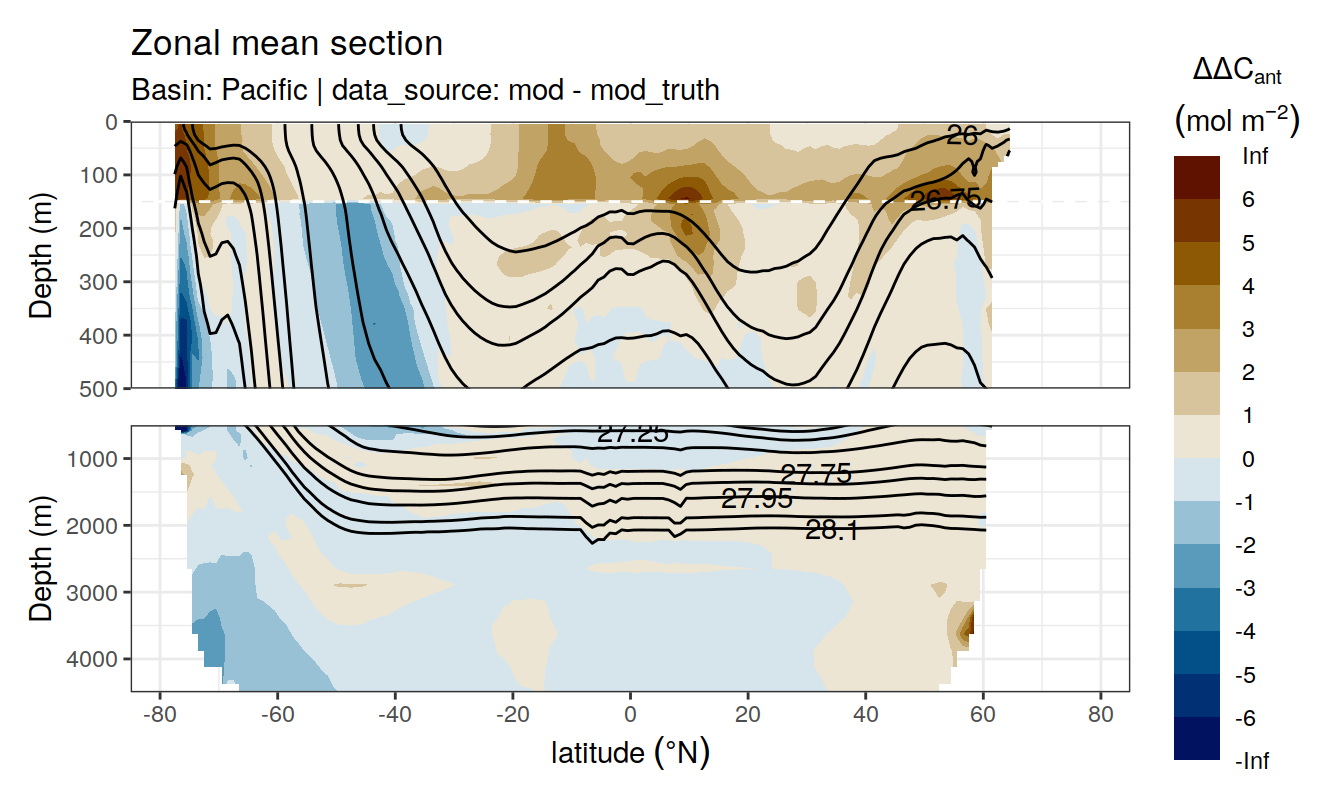 Zonal mean section
Basin: Pacific | data_source: mod - mod_truth
ΔΔCant
(mol m−2)
Inf
6
5
4
3
2
1
0
-1
-2
-3
-4
-5
-6
-Inf
Depth (m)
0
100
200
300
400
500
26
26.75
Depth (m)
1000
2000
3000
4000
27.25
27.75
27.95
28.1
-80 -60 -40 -20 0 20 40 60 80
latitude (°N)